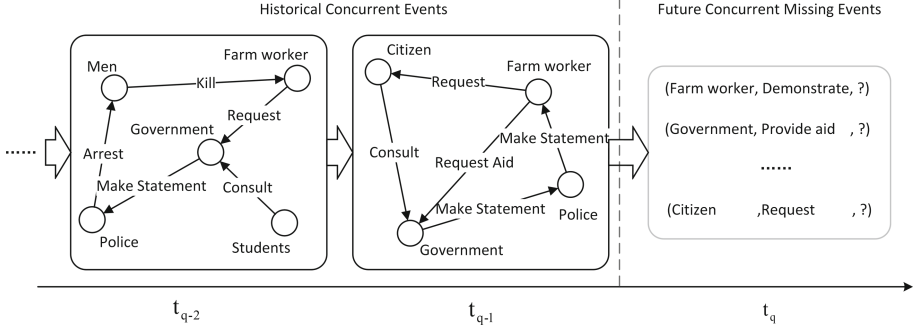 Historical Concurrent Events
Future Concurrent Missing Events
......
Men
Farm worker
Kill
Request
Government
Arrest
Make Statement
Consult
Police
Students
Citizen
Farm worker
Request
Make Statement
Consult
Request Aid
Make Statement
Police
Government
(Farm worker, Demonstrate, ?)
(Government, Provide aid , ?)
......
(Citizen ,Request , ?)
t_{q-2}
t_{q-1}
t_q